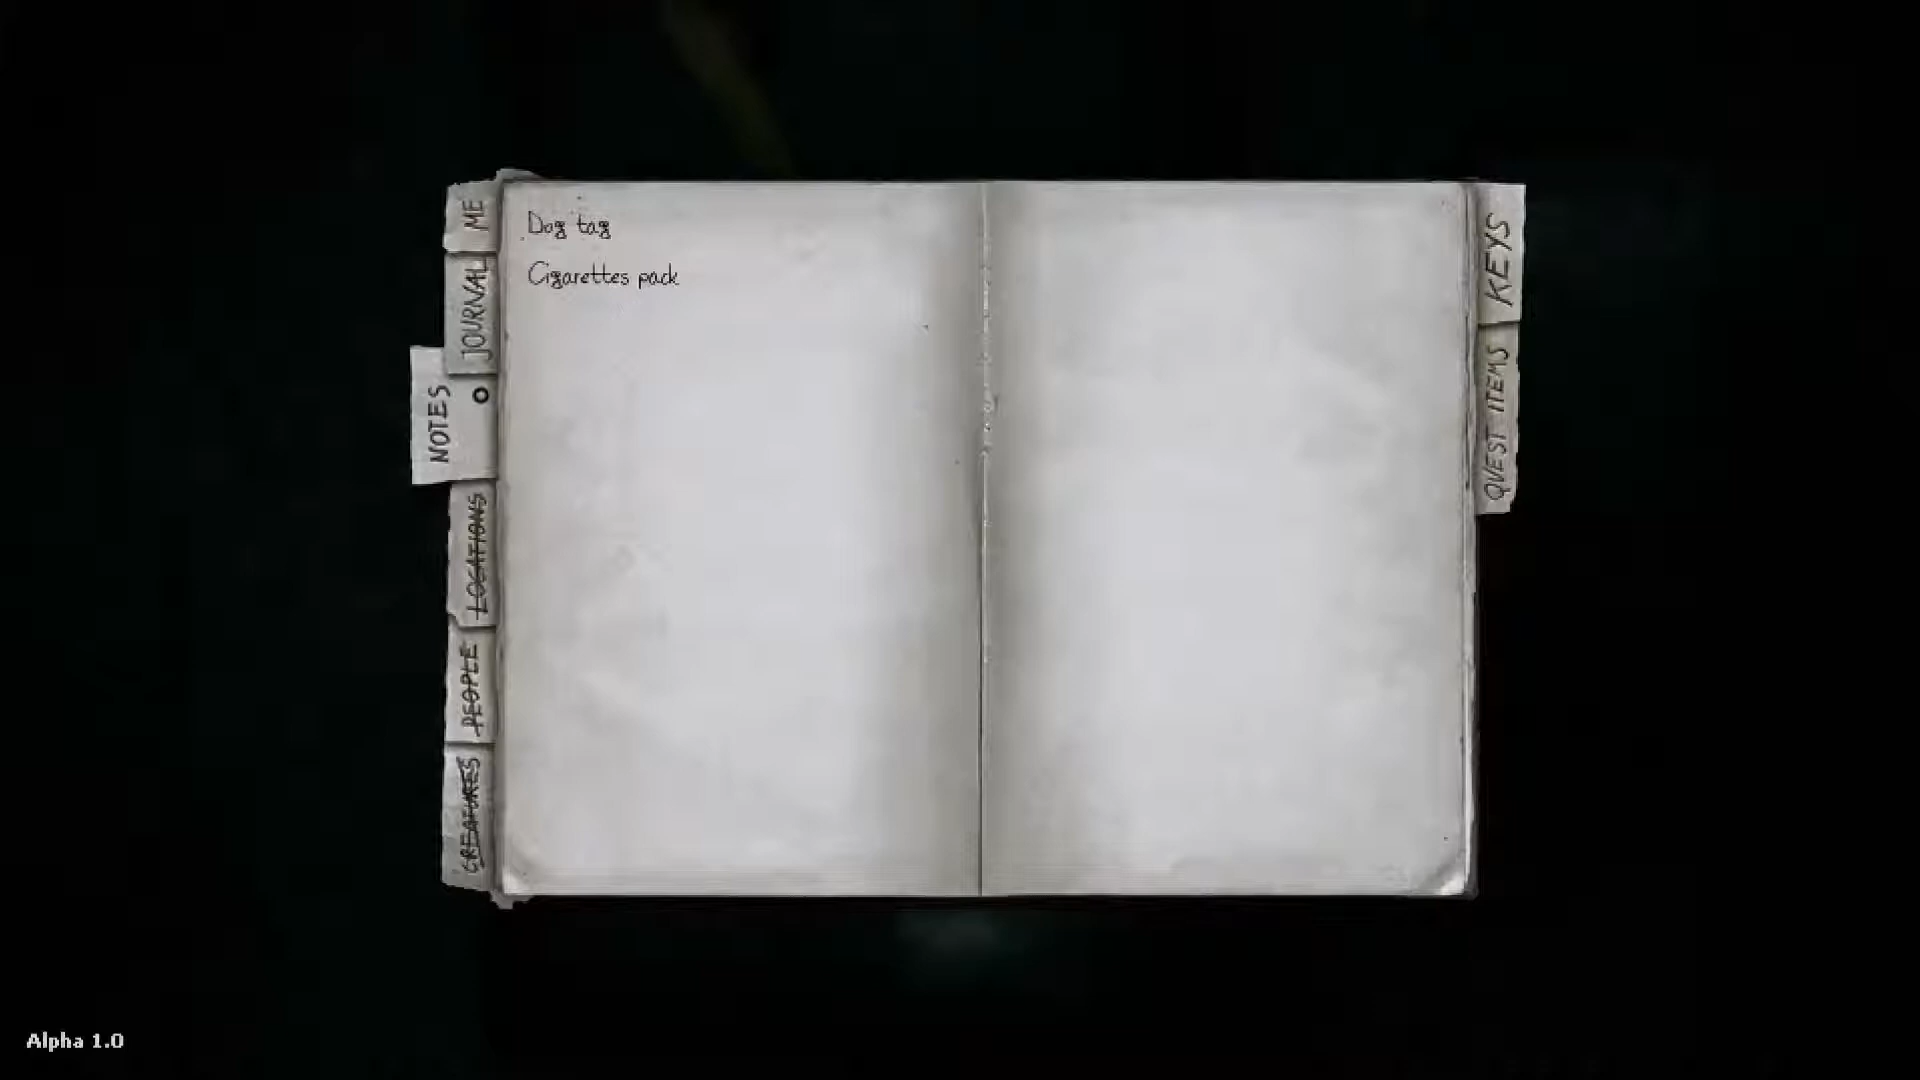 ME
JOURNAL
NOTES
LOCATIONS
PEOPLE
CREATURES
Dog tag
Cigarettes pack
KEYS
QUEST ITEMS
Alpha 1.0